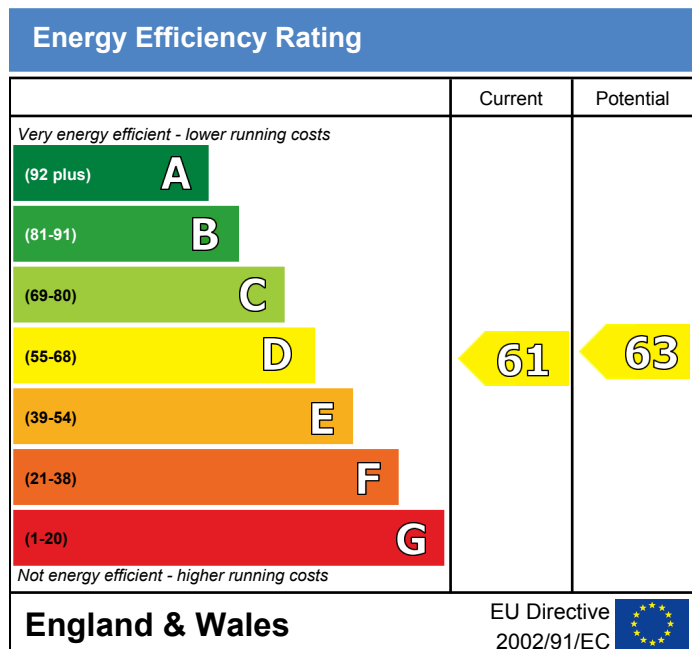 Energy Efficiency Rating
Current Potential
Very energy efficient - lower running costs
(92 plus) A
(81-91) B
(69-80) C
(55-68) D 61 63
(39-54) E
(21-38) F
(1-20) G
Not energy efficient - higher running costs
England & Wales
EU Directive
2002/91/EC